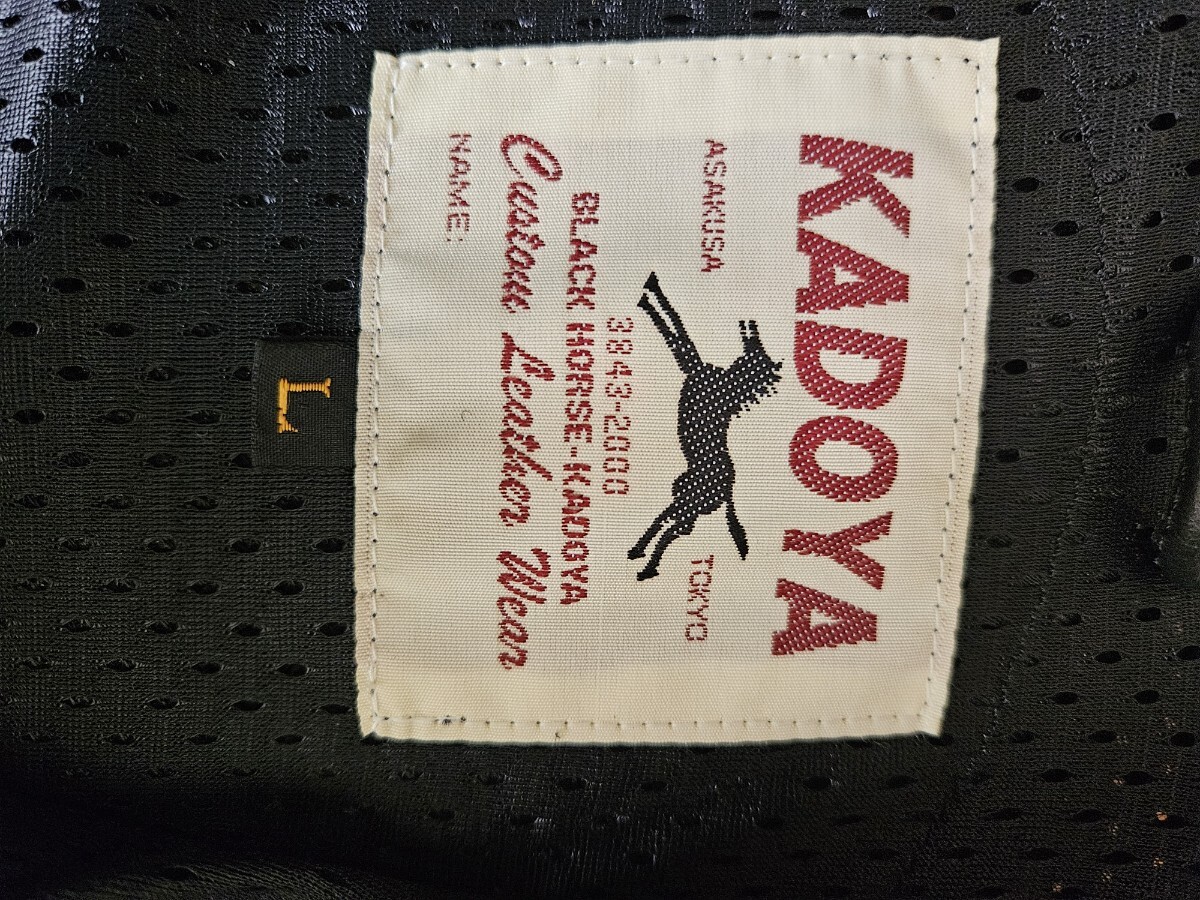 KADOYA
ASAKUSA TOKYO
3843-2000
BLACK HORSE-KADOYA
Custom Leather Wear
NAME:
L